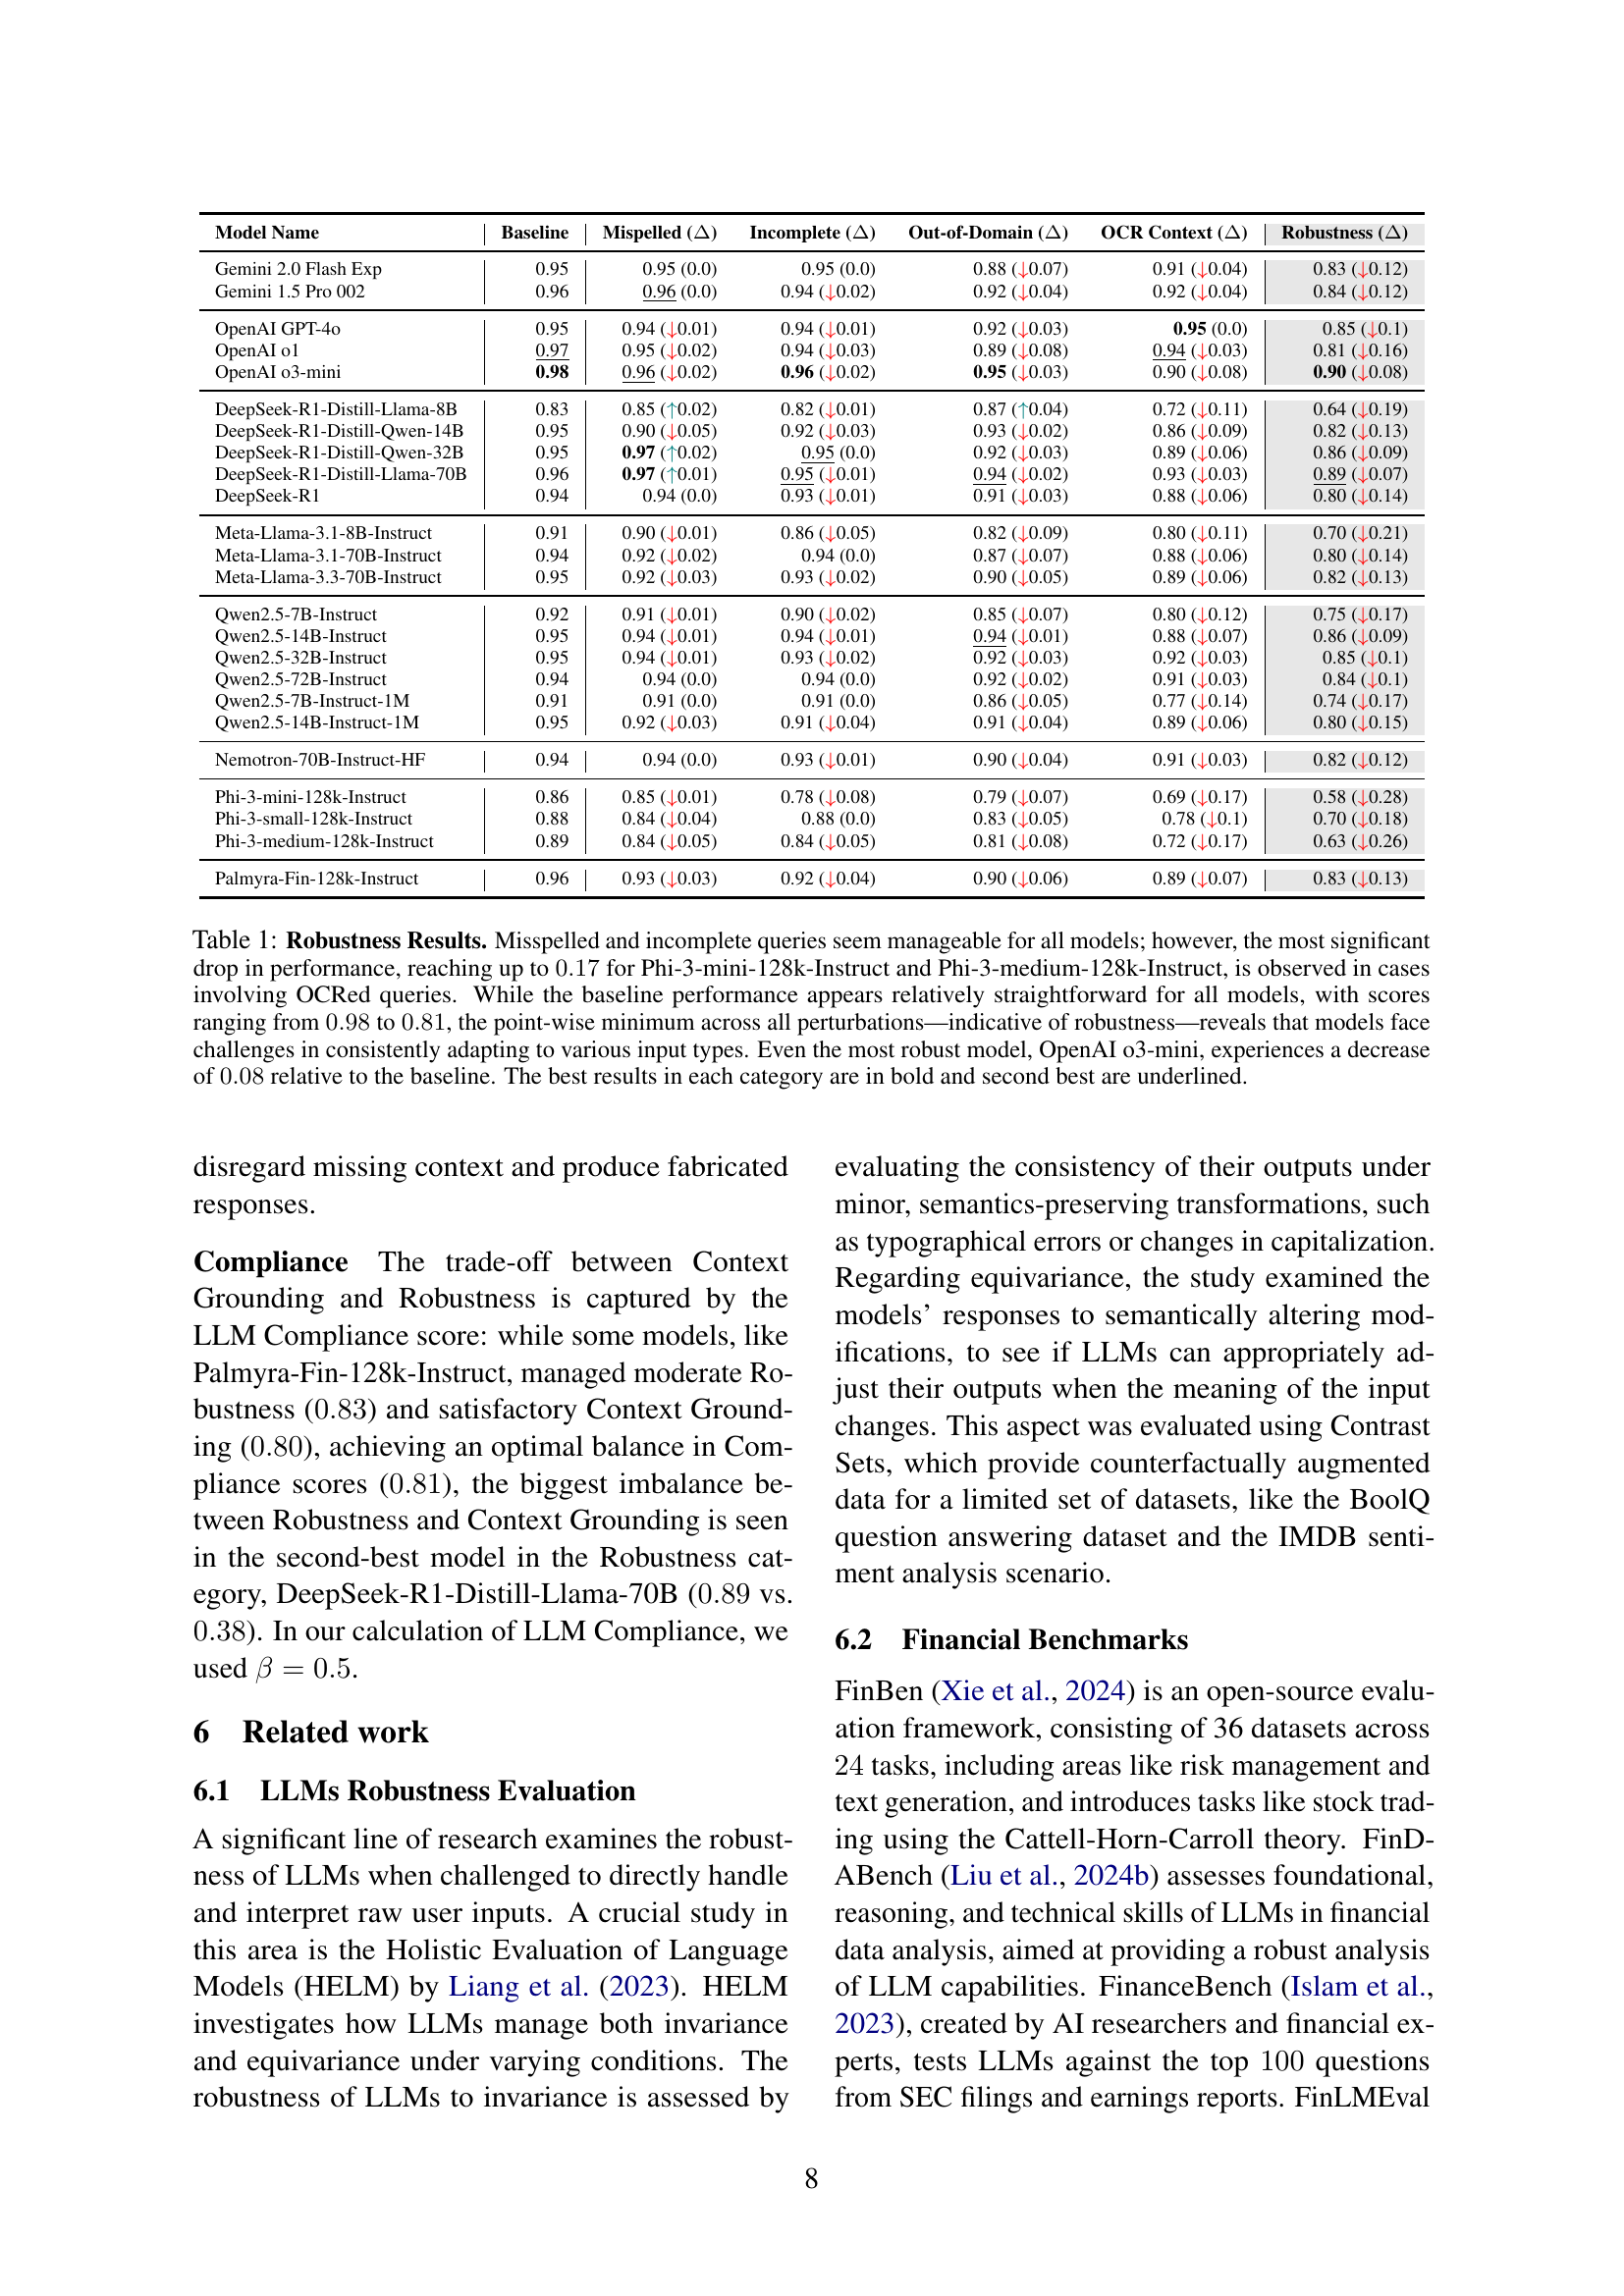 Model Name Baseline Mispelled (Δ) Incomplete (Δ) Out-of-Domain (Δ) OCR Context (Δ) Robustness (Δ)
Gemini 2.0 Flash Exp 0.95 0.95 (0.0) 0.95 (0.0) 0.88 (↓0.07) 0.91 (↓0.04) 0.83 (↓0.12)
Gemini 1.5 Pro 002 0.96 0.96 (0.0) 0.94 (↓0.02) 0.92 (↓0.04) 0.92 (↓0.04) 0.84 (↓0.12)
OpenAI GPT-4o 0.95 0.94 (↓0.01) 0.94 (↓0.01) 0.92 (↓0.03) 0.95 (0.0) 0.85 (↓0.1)
OpenAI o1 0.97 0.95 (↓0.02) 0.94 (↓0.03) 0.89 (↓0.08) 0.94 (↓0.03) 0.81 (↓0.16)
OpenAI o3-mini 0.98 0.96 (↓0.02) 0.96 (↓0.02) 0.95 (↓0.03) 0.90 (↓0.08) 0.90 (↓0.08)
DeepSeek-R1-Distill-Llama-8B 0.83 0.85 (↑0.02) 0.82 (↓0.01) 0.87 (↑0.04) 0.72 (↓0.11) 0.64 (↓0.19)
DeepSeek-R1-Distill-Qwen-14B 0.95 0.90 (↓0.05) 0.92 (↓0.03) 0.93 (↓0.02) 0.86 (↓0.09) 0.82 (↓0.13)
DeepSeek-R1-Distill-Qwen-32B 0.95 0.97 (↑0.02) 0.95 (0.0) 0.92 (↓0.03) 0.89 (↓0.06) 0.86 (↓0.09)
DeepSeek-R1-Distill-Llama-70B 0.96 0.97 (↑0.01) 0.95 (↓0.01) 0.94 (↓0.02) 0.93 (↓0.03) 0.89 (↓0.07)
DeepSeek-R1 0.94 0.94 (0.0) 0.93 (↓0.01) 0.91 (↓0.03) 0.88 (↓0.06) 0.80 (↓0.14)
Meta-Llama-3.1-8B-Instruct 0.91 0.90 (↓0.01) 0.86 (↓0.05) 0.82 (↓0.09) 0.80 (↓0.11) 0.70 (↓0.21)
Meta-Llama-3.1-70B-Instruct 0.94 0.92 (↓0.02) 0.94 (0.0) 0.87 (↓0.07) 0.88 (↓0.06) 0.80 (↓0.14)
Meta-Llama-3.3-70B-Instruct 0.95 0.92 (↓0.03) 0.93 (↓0.02) 0.90 (↓0.05) 0.89 (↓0.06) 0.82 (↓0.13)
Qwen2.5-7B-Instruct 0.92 0.91 (↓0.01) 0.90 (↓0.02) 0.85 (↓0.07) 0.80 (↓0.12) 0.75 (↓0.17)
Qwen2.5-14B-Instruct 0.95 0.94 (↓0.01) 0.94 (↓0.01) 0.94 (↓0.01) 0.88 (↓0.07) 0.86 (↓0.09)
Qwen2.5-32B-Instruct 0.95 0.94 (↓0.01) 0.93 (↓0.02) 0.92 (↓0.03) 0.92 (↓0.03) 0.85 (↓0.1)
Qwen2.5-72B-Instruct 0.94 0.94 (0.0) 0.94 (0.0) 0.92 (↓0.02) 0.91 (↓0.03) 0.84 (↓0.1)
Qwen2.5-7B-Instruct-1M 0.91 0.91 (0.0) 0.91 (0.0) 0.86 (↓0.05) 0.77 (↓0.14) 0.74 (↓0.17)
Qwen2.5-14B-Instruct-1M 0.95 0.92 (↓0.03) 0.91 (↓0.04) 0.91 (↓0.04) 0.89 (↓0.06) 0.80 (↓0.15)
Nemotron-70B-Instruct-HF 0.94 0.94 (0.0) 0.93 (↓0.01) 0.90 (↓0.04) 0.91 (↓0.03) 0.82 (↓0.12)
Phi-3-mini-128k-Instruct 0.86 0.85 (↓0.01) 0.78 (↓0.08) 0.79 (↓0.07) 0.69 (↓0.17) 0.58 (↓0.28)
Phi-3-small-128k-Instruct 0.88 0.84 (↓0.04) 0.88 (0.0) 0.83 (↓0.05) 0.78 (↓0.1) 0.70 (↓0.18)
Phi-3-medium-128k-Instruct 0.89 0.84 (↓0.05) 0.84 (↓0.05) 0.81 (↓0.08) 0.72 (↓0.17) 0.63 (↓0.26)
Palmyra-Fin-128k-Instruct 0.96 0.93 (↓0.03) 0.92 (↓0.04) 0.90 (↓0.06) 0.89 (↓0.07) 0.83 (↓0.13)
Table 1: Robustness Results. Misspelled and incomplete queries seem manageable for all models; however, the most significant
drop in performance, reaching up to 0.17 for Phi-3-mini-128k-Instruct and Phi-3-medium-128k-Instruct, is observed in cases
involving OCRed queries. While the baseline performance appears relatively straightforward for all models, with scores
ranging from 0.98 to 0.81, the point-wise minimum across all perturbations—indicative of robustness—reveals that models face
challenges in consistently adapting to various input types. Even the most robust model, OpenAI o3-mini, experiences a decrease
of 0.08 relative to the baseline. The best results in each category are in bold and second best are underlined.
disregard missing context and produce fabricated
responses.
Compliance The trade-off between Context
Grounding and Robustness is captured by the
LLM Compliance score: while some models, like
Palmyra-Fin-128k-Instruct, managed moderate Ro-
bustness (0.83) and satisfactory Context Ground-
ing (0.80), achieving an optimal balance in Com-
pliance scores (0.81), the biggest imbalance be-
tween Robustness and Context Grounding is seen
in the second-best model in the Robustness cat-
egory, DeepSeek-R1-Distill-Llama-70B (0.89 vs.
0.38). In our calculation of LLM Compliance, we
used β = 0.5.
6 Related work
6.1 LLMs Robustness Evaluation
A significant line of research examines the robust-
ness of LLMs when challenged to directly handle
and interpret raw user inputs. A crucial study in
this area is the Holistic Evaluation of Language
Models (HELM) by Liang et al. (2023). HELM
investigates how LLMs manage both invariance
and equivariance under varying conditions. The
robustness of LLMs to invariance is assessed by
evaluating the consistency of their outputs under
minor, semantics-preserving transformations, such
as typographical errors or changes in capitalization.
Regarding equivariance, the study examined the
models’ responses to semantically altering mod-
ifications, to see if LLMs can appropriately ad-
just their outputs when the meaning of the input
changes. This aspect was evaluated using Contrast
Sets, which provide counterfactually augmented
data for a limited set of datasets, like the BoolQ
question answering dataset and the IMDB senti-
ment analysis scenario.
6.2 Financial Benchmarks
FinBen (Xie et al., 2024) is an open-source evalu-
ation framework, consisting of 36 datasets across
24 tasks, including areas like risk management and
text generation, and introduces tasks like stock trad-
ing using the Cattell-Horn-Carroll theory. FinD-
ABench (Liu et al., 2024b) assesses foundational,
reasoning, and technical skills of LLMs in financial
data analysis, aimed at providing a robust analysis
of LLM capabilities. FinanceBench (Islam et al.,
2023), created by AI researchers and financial ex-
perts, tests LLMs against the top 100 questions
from SEC filings and earnings reports. FinLMEval
8